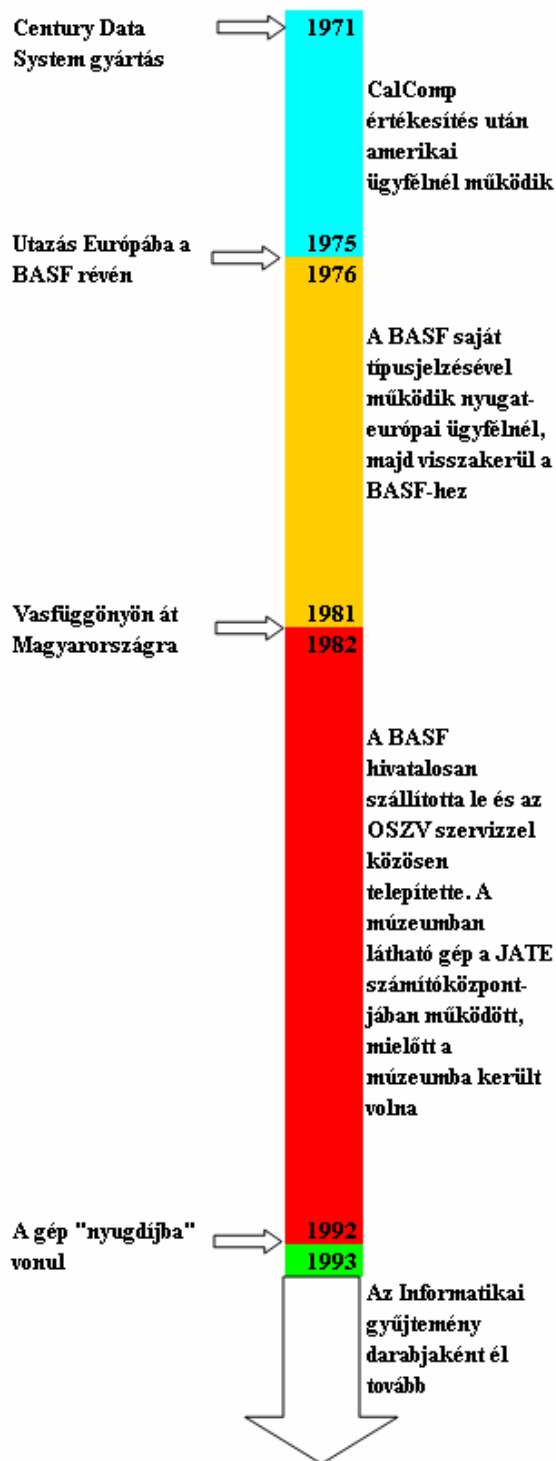 Century Data
System gyártás
1971
CalComp
értékesítés után
amerikai
ügyfélnél működik
Utazás Európába a
BASF révén
1975
1976
A BASF saját
típusjelzésével
működik nyugat-
európai ügyfélnél,
majd visszakerül a
BASF-hez
Vasfüggönyön át
Magyarországra
1981
1982
A BASF
hivatalosan
szállította le és az
OSZV szervizzel
közösen
telepítette. A
múzeumban
látható gép a JATE
számítóközpont-
jában működött,
mielőtt a
múzeumba került
volna
A gép "nyugdíjba"
vonul
1992
1993
Az Informatikai
gyűjtemény
darabjaként él
tovább